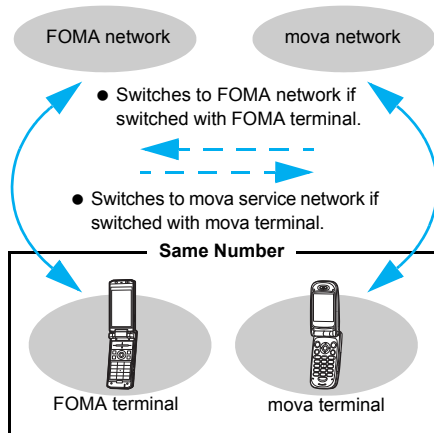 FOMA network
mova network
● Switches to FOMA network if
switched with FOMA terminal.
● Switches to mova service network if
switched with mova terminal.
Same Number
FOMA terminal
mova terminal